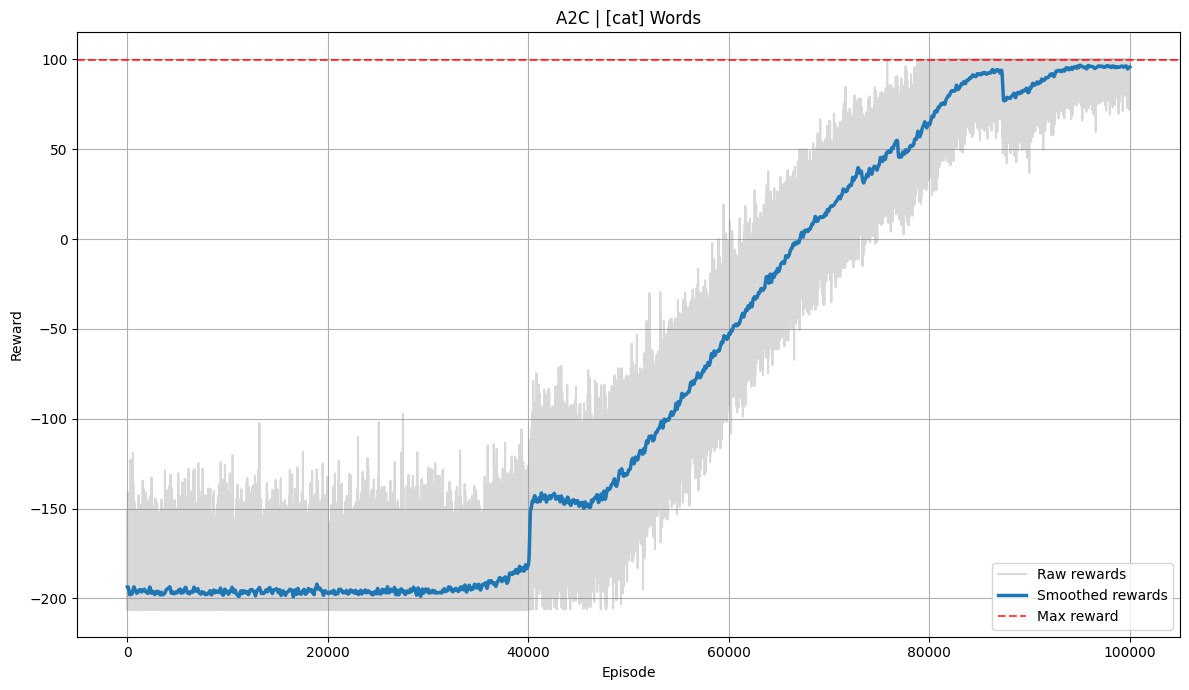 A2C | [cat] Words
100
50
0
−50
−100
−150
−200
Reward
0 20000 40000 60000 80000 100000
Episode
Raw rewards
Smoothed rewards
Max reward